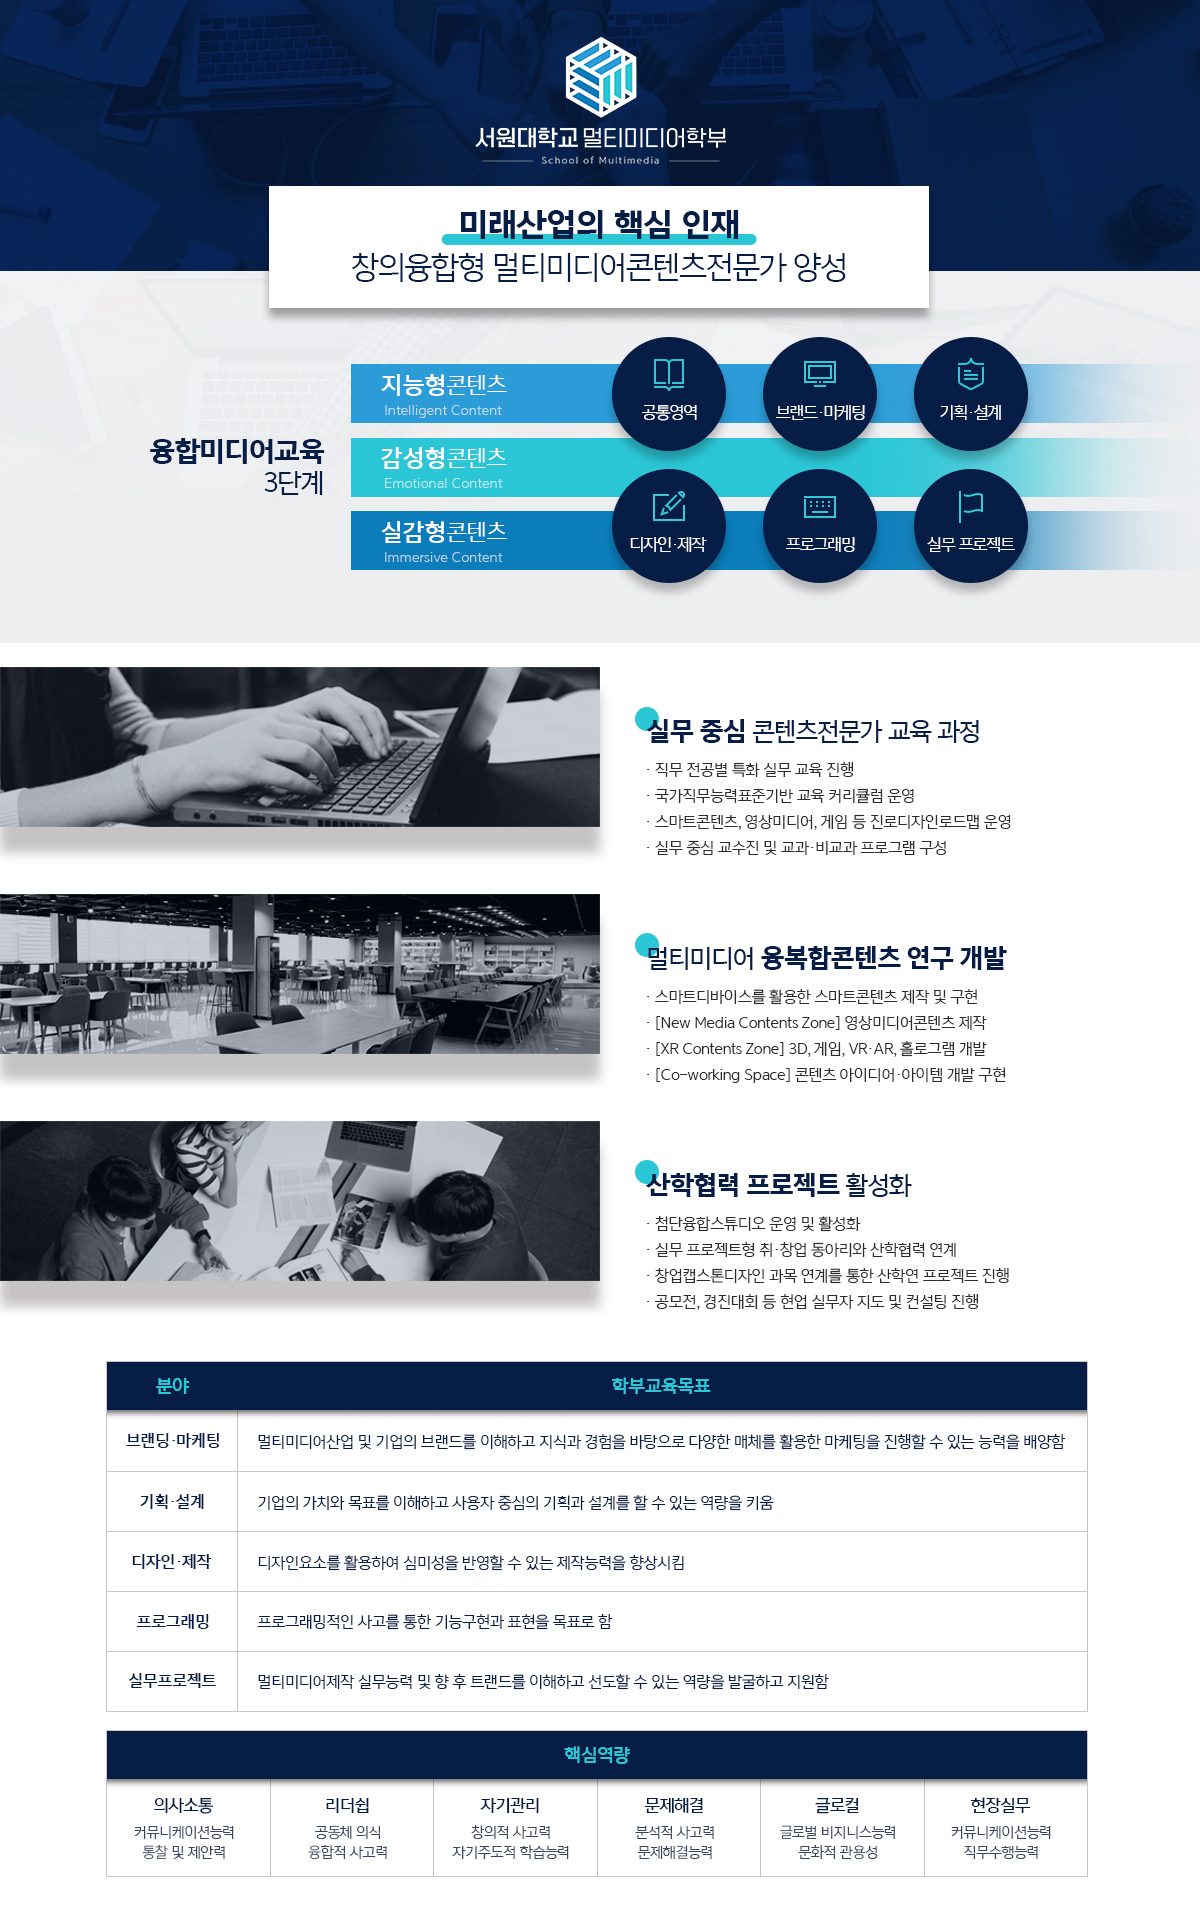 서원대학교 멀티미디어학부
School of Multimedia
미래산업의 핵심 인재
창의융합형 멀티미디어콘텐츠전문가 양성
융합미디어교육
3단계
지능형콘텐츠
Intelligent Content
감성형콘텐츠
Emotional Content
실감형콘텐츠
Immersive Content
공통영역
브랜드·마케팅
기획·설계
디자인·제작
프로그래밍
실무 프로젝트
실무 중심 콘텐츠전문가 교육 과정
· 직무 전공별 특화 실무 교육 진행
· 국가직무능력표준기반 교육 커리큘럼 운영
· 스마트콘텐츠, 영상미디어, 게임 등 진로디자인로드맵 운영
· 실무 중심 교수진 및 교과·비교과 프로그램 구성
멀티미디어 융복합콘텐츠 연구 개발
· 스마트디바이스를 활용한 스마트콘텐츠 제작 및 구현
· [New Media Contents Zone] 영상미디어콘텐츠 제작
· [XR Contents Zone] 3D, 게임, VR·AR, 홀로그램 개발
· [Co-working Space] 콘텐츠 아이디어·아이템 개발 구현
산학협력 프로젝트 활성화
· 첨단융합스튜디오 운영 및 활성화
· 실무 프로젝트형 취·창업 동아리와 산학협력 연계
· 창업캡스톤디자인 과목 연계를 통한 산학연 프로젝트 진행
· 공모전, 경진대회 등 현업 실무자 지도 및 컨설팅 진행
분야 학부교육목표
브랜딩·마케팅 멀티미디어산업 및 기업의 브랜드를 이해하고 지식과 경험을 바탕으로 다양한 매체를 활용한 마케팅을 진행할 수 있는 능력을 배양함
기획·설계 기업의 가치와 목표를 이해하고 사용자 중심의 기획과 설계를 할 수 있는 역량을 키움
디자인·제작 디자인요소를 활용하여 심미성을 반영할 수 있는 제작능력을 향상시킴
프로그래밍 프로그래밍적인 사고를 통한 기능구현과 표현을 목표로 함
실무프로젝트 멀티미디어제작 실무능력 및 향 후 트랜드를 이해하고 선도할 수 있는 역량을 발굴하고 지원함
핵심역량
의사소통 리더쉽 자기관리 문제해결 글로컬 현장실무
커뮤니케이션능력 공동체 의식 창의적 사고력 분석적 사고력 글로벌 비지니스능력 커뮤니케이션능력
통찰 및 제안력 융합적 사고력 자기주도적 학습능력 문제해결능력 문화적 관용성 직무수행능력